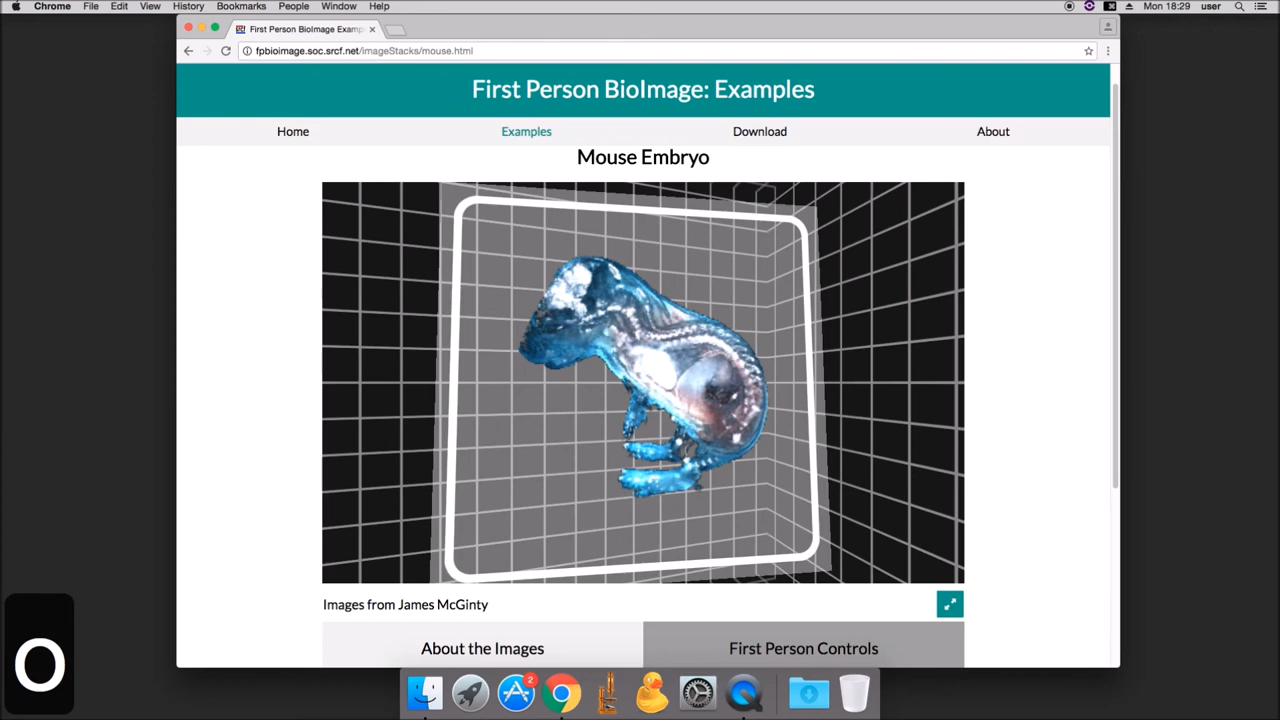 Chrome File Edit View History Bookmarks People Window Help Mon 18:29 user
First Person BioImage Examp
fpbioimage.soc.srcf.net/imageStacks/mouse.html
First Person BioImage: Examples
Home Examples Download About
Mouse Embryo
Images from James McGinty
About the Images First Person Controls
O
2